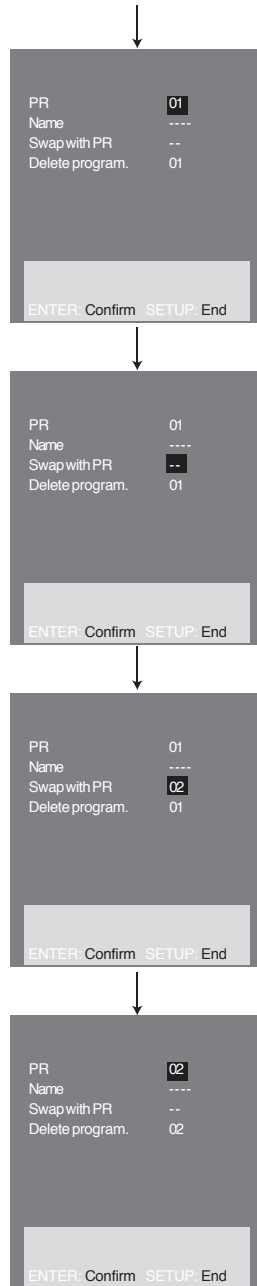 PR 01
Name ----
Swap with PR --
Delete program. 01
ENTER: Confirm SETUP: End
PR 01
Name ----
Swap with PR --
Delete program. 01
ENTER: Confirm SETUP: End
PR 01
Name ----
Swap with PR 02
Delete program. 01
ENTER: Confirm SETUP: End
PR 02
Name ----
Swap with PR --
Delete program. 02
ENTER: Confirm SETUP: End